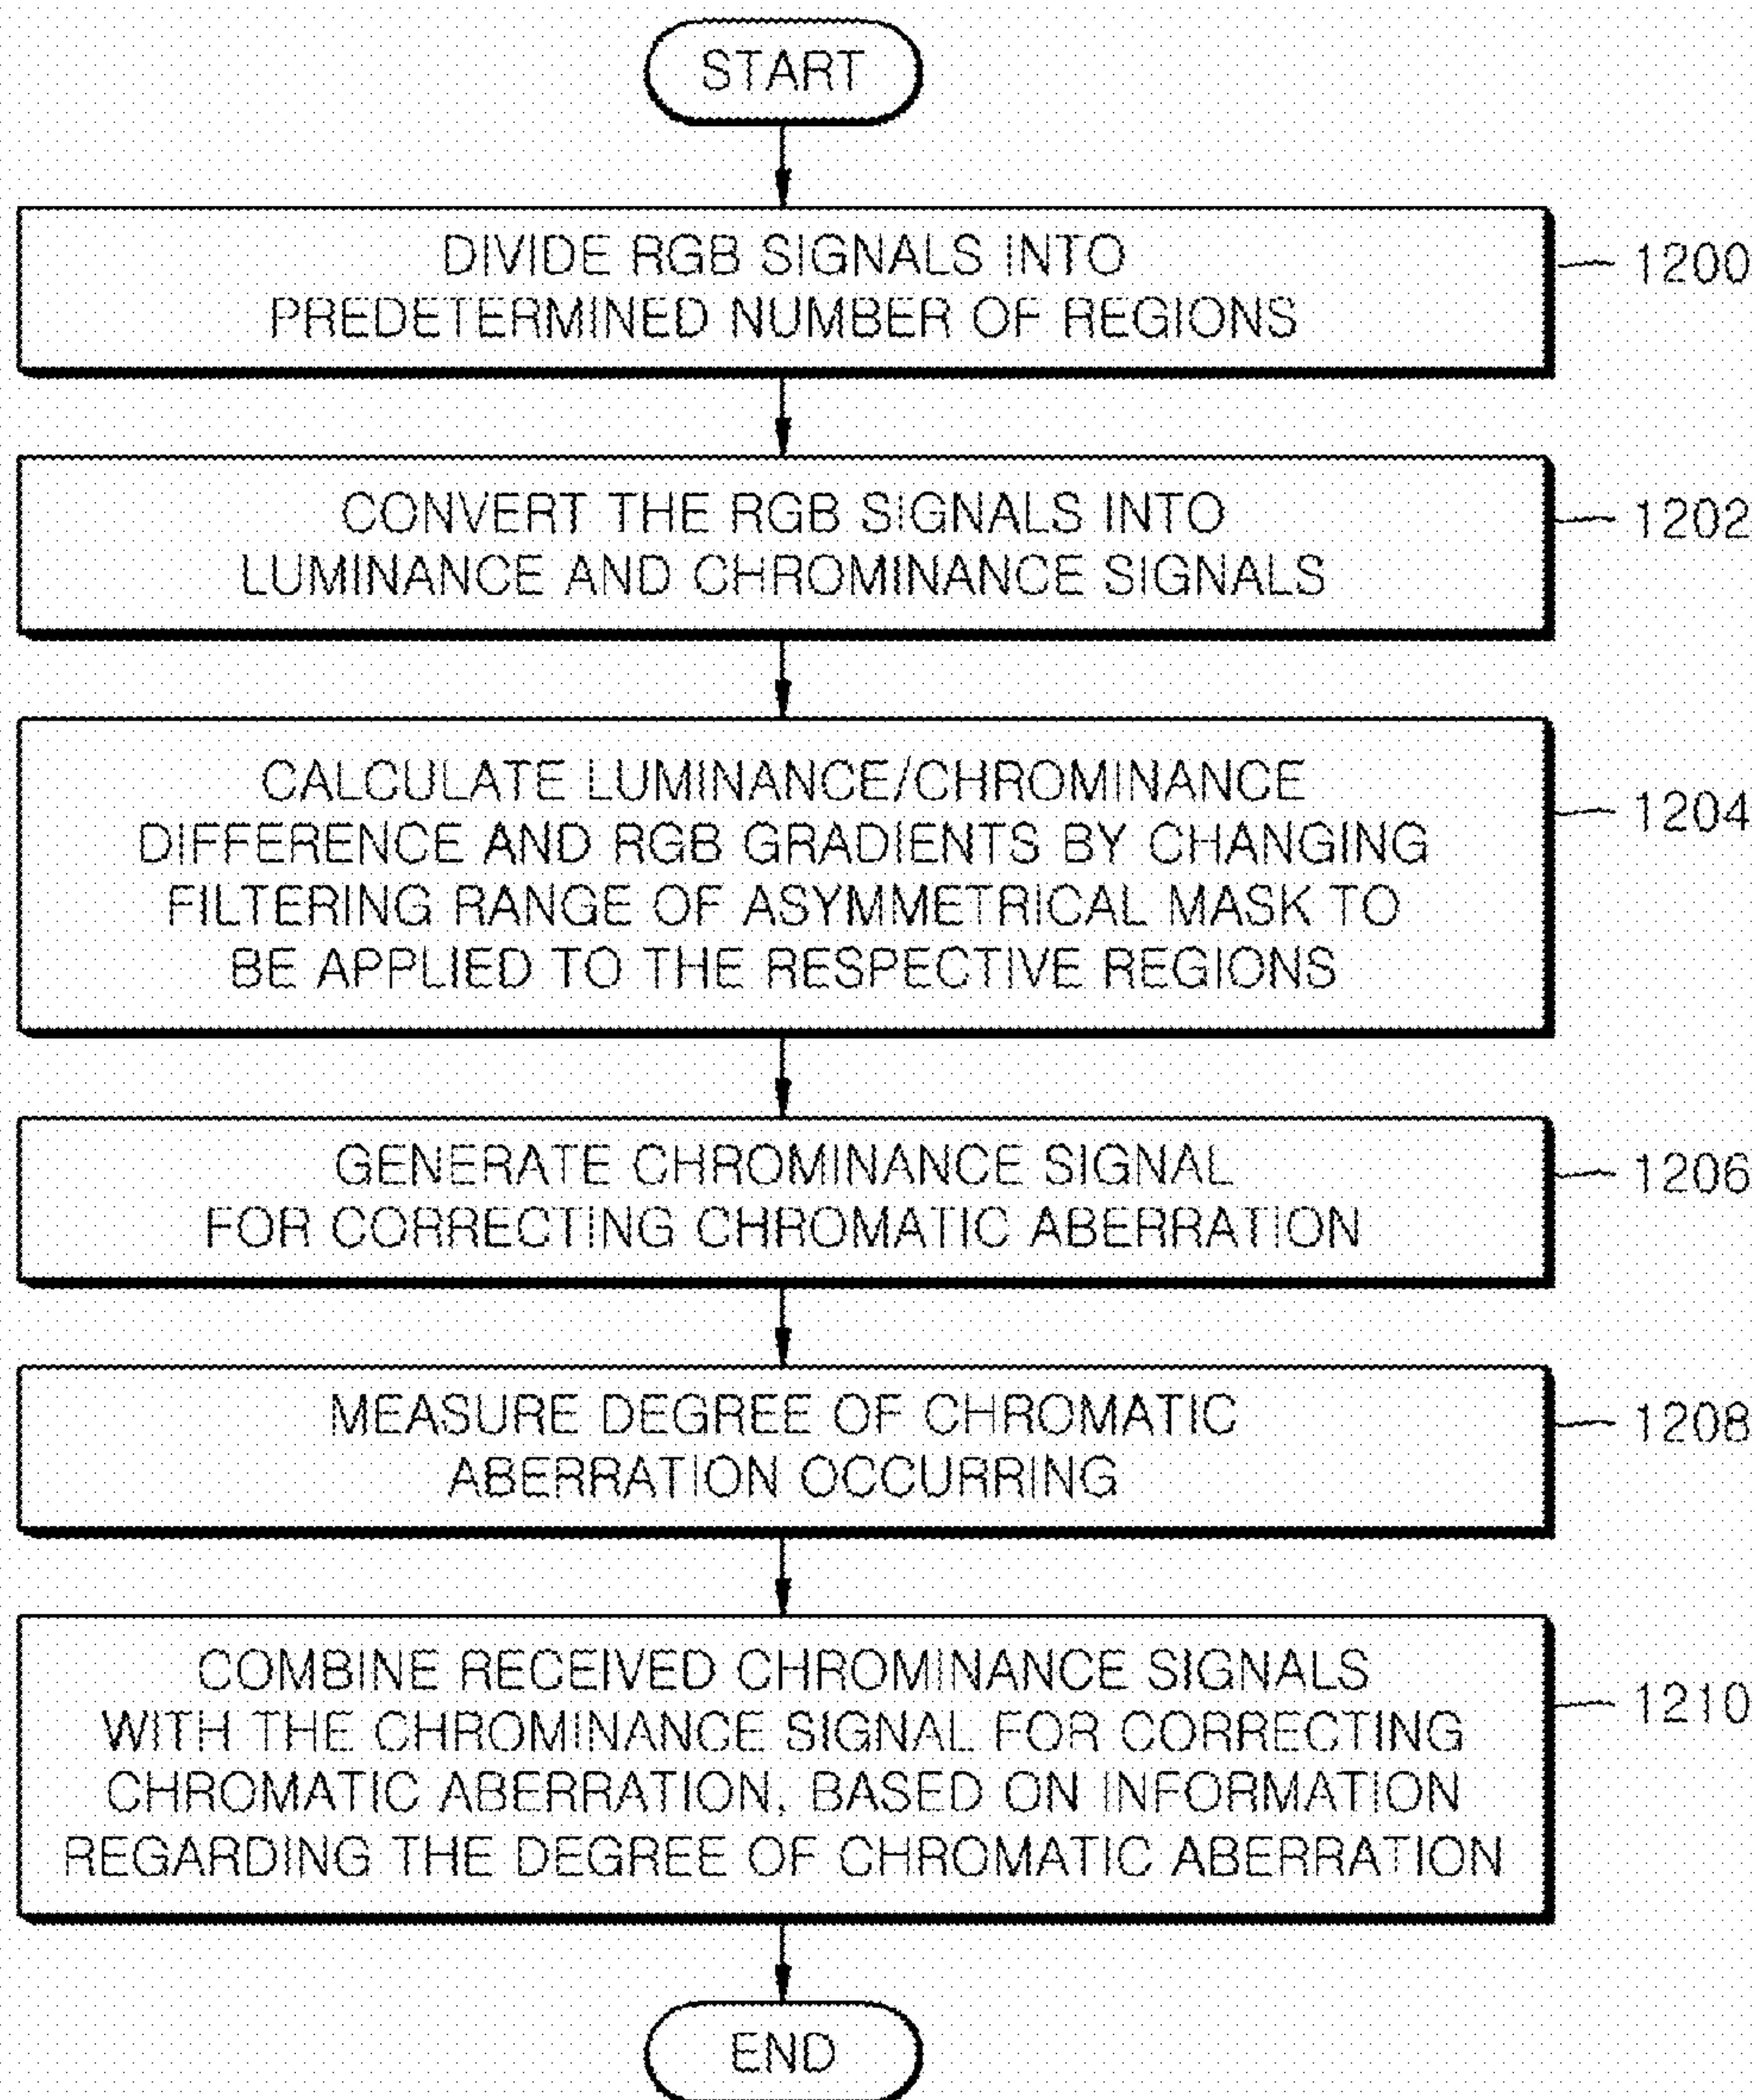 START
DIVIDE RGB SIGNALS INTO
PREDETERMINED NUMBER OF REGIONS
1200
CONVERT THE RGB SIGNALS INTO
LUMINANCE AND CHROMINANCE SIGNALS
1202
CALCULATE LUMINANCE/CHROMINANCE
DIFFERENCE AND RGB GRADIENTS BY CHANGING
FILTERING RANGE OF ASYMMETRICAL MASK TO
BE APPLIED TO THE RESPECTIVE REGIONS
1204
GENERATE CHROMINANCE SIGNAL
FOR CORRECTING CHROMATIC ABERRATION
1206
MEASURE DEGREE OF CHROMATIC
ABERRATION OCCURRING
1208
COMBINE RECEIVED CHROMINANCE SIGNALS
WITH THE CHROMINANCE SIGNAL FOR CORRECTING
CHROMATIC ABERRATION, BASED ON INFORMATION
REGARDING THE DEGREE OF CHROMATIC ABERRATION
1210
END